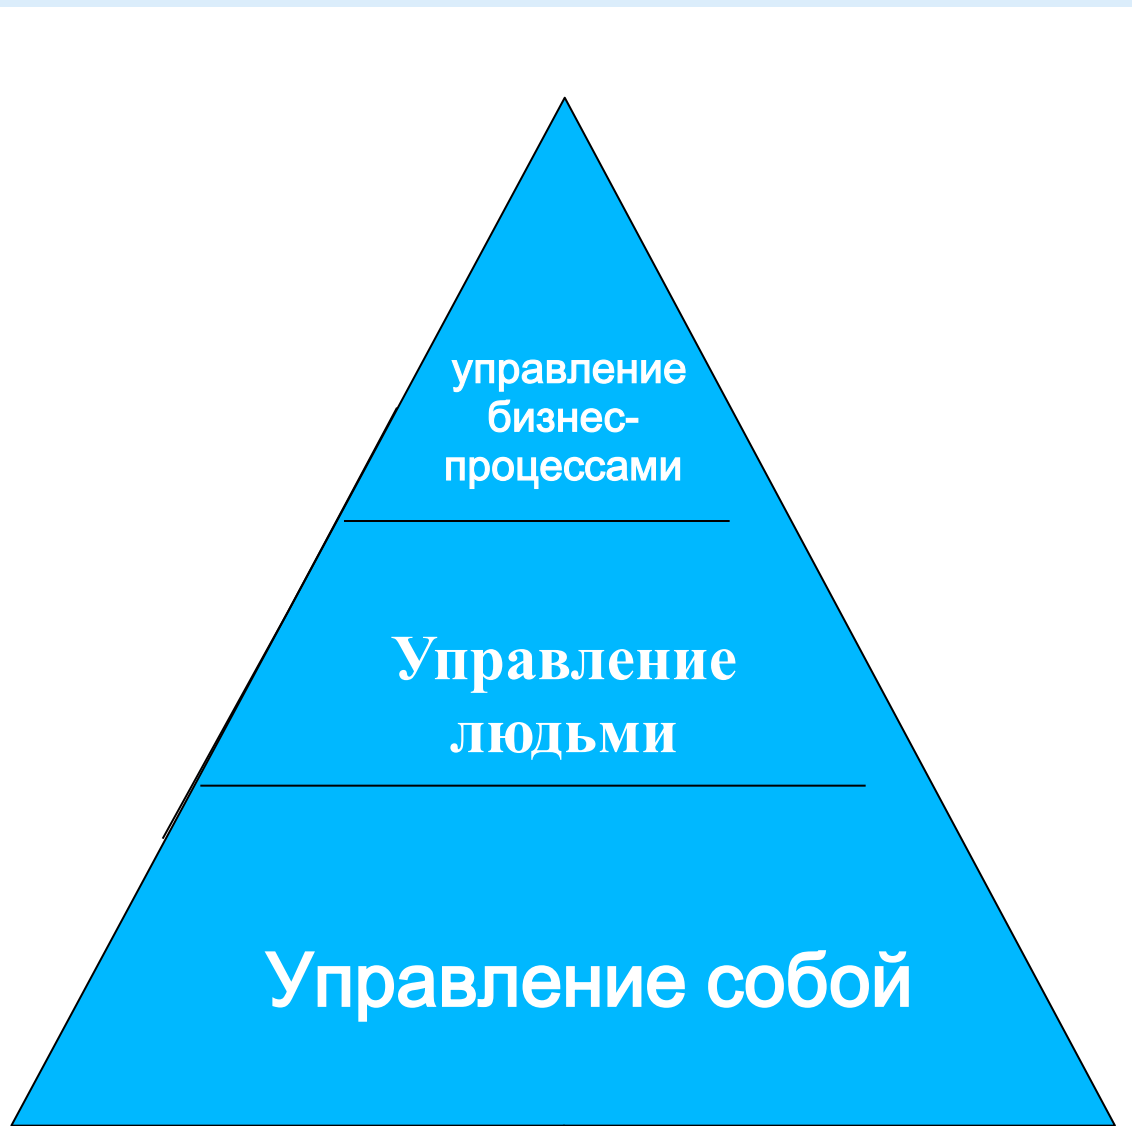 управление
бизнес-
процессами
Управление
людьми
Управление собой